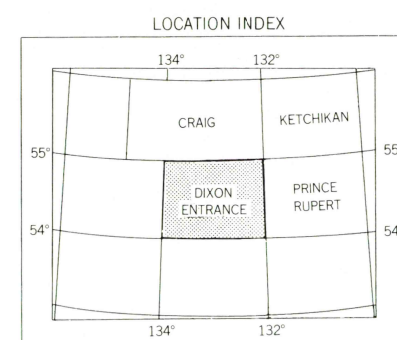 LOCATION INDEX
134° 132°
CRAIG
KETCHIKAN
55° 55
DIXON
ENTRANCE
PRINCE
RUPERT
54° 54
134° 132°